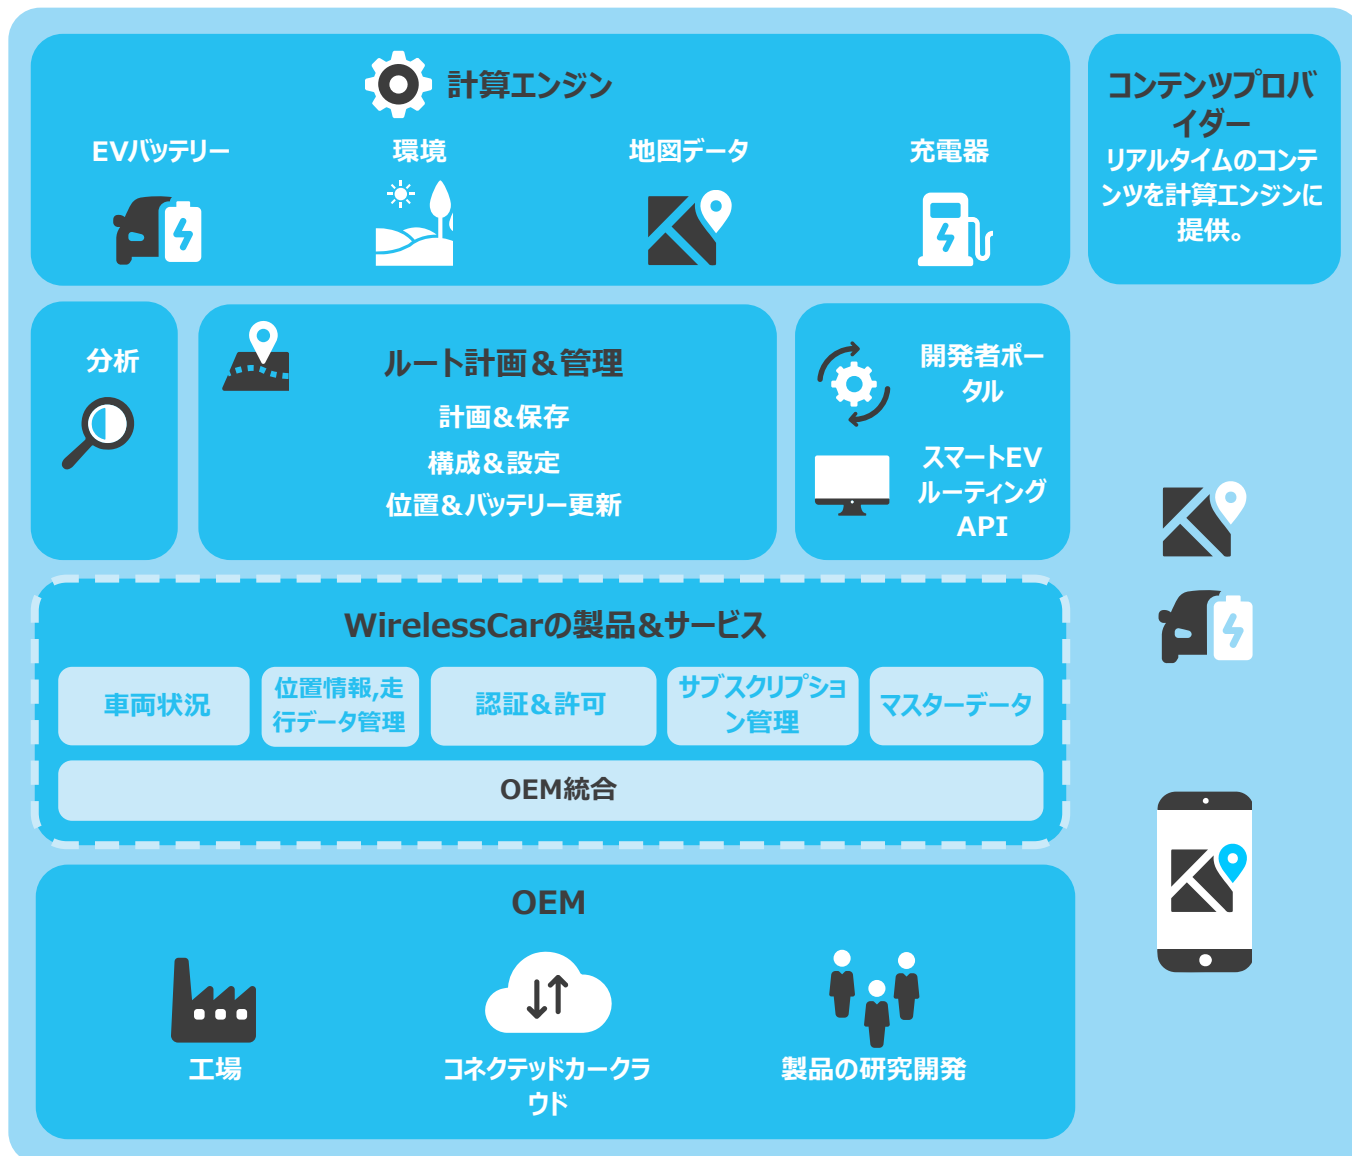 計算エンジン
EVバッテリー
環境
地図データ
充電器
コンテンツプロバ
イダー
リアルタイムのコンテ
ンツを計算エンジンに
提供。
分析
ルート計画＆管理
計画&保存
構成&設定
位置&バッテリー更新
開発者ポー
タル
スマートEV
ルーティング
API
WirelessCarの製品&サービス
車両状況
位置情報,走
行データ管理
認証&許可
サブスクリプショ
ン管理
マスターデータ
OEM統合
OEM
工場
コネクテッドカークラ
ウド
製品の研究開発